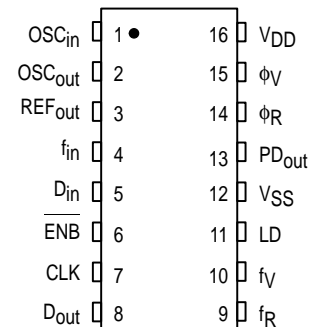 OSCin 1 16 VDD
OSCout 2 15 ϕV
REFout 3 14 ϕR
fin 4 13 PDout
Din 5 12 VSS
E̅N̅B̅ 6 11 LD
CLK 7 10 fV
Dout 8 9 fR